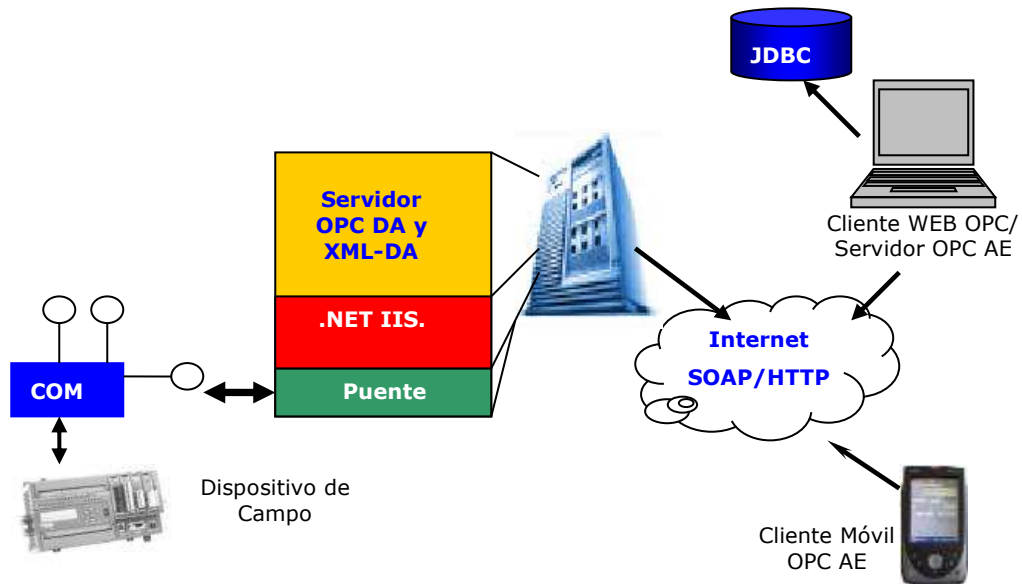 JDBC
Servidor
OPC DA y
XML-DA
Cliente WEB OPC/
Servidor OPC AE
.NET IIS.
Internet
SOAP/HTTP
COM
Puente
Dispositivo de
Campo
Cliente Móvil
OPC AE